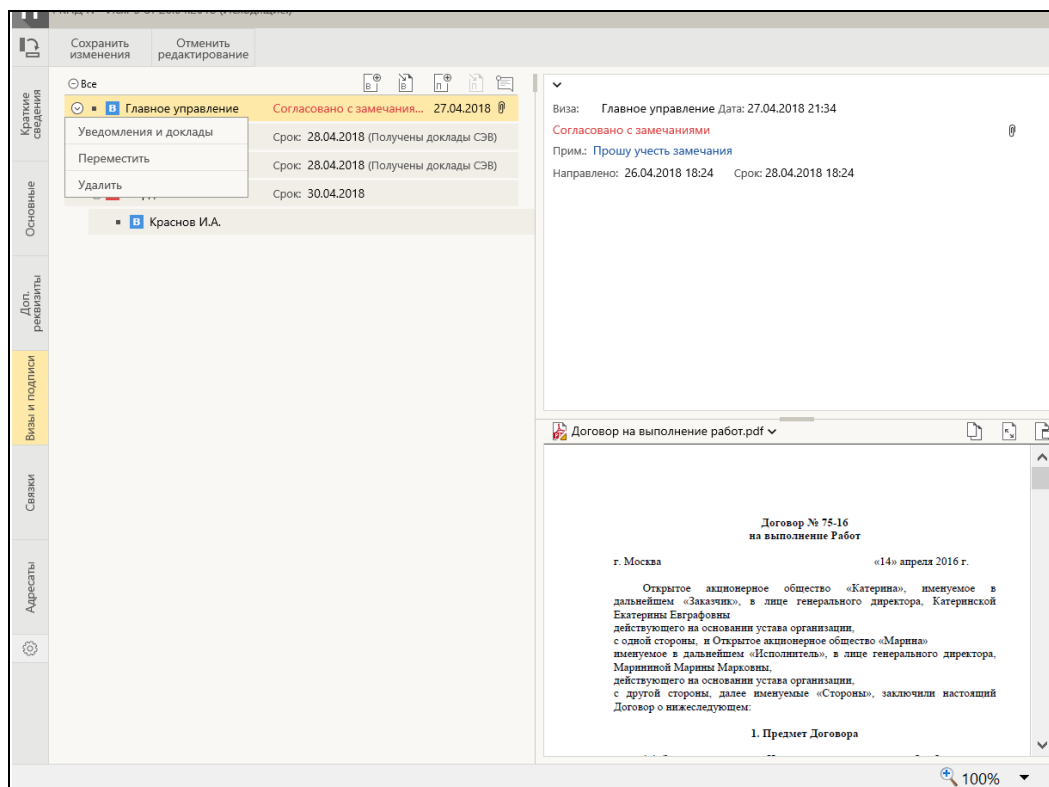 Сохранить
изменения
Отменить
редактирование
Краткие
сведения
Основные
Доп.
реквизиты
Визы и подписи
Связки
Адресаты
Все
В
В
П
П
В Главное управление Согласовано с замечания... 27.04.2018
Уведомления и доклады
Срок: 28.04.2018 (Получены доклады СЭВ)
Переместить
Срок: 28.04.2018 (Получены доклады СЭВ)
Удалить
Срок: 30.04.2018
В Краснов И.А.
Виза: Главное управление Дата: 27.04.2018 21:34
Согласовано с замечаниями
Прим.: Прошу учесть замечания
Направлено: 26.04.2018 18:24 Срок: 28.04.2018 18:24
Договор на выполнение работ.pdf
Договор № 75-16
на выполнение Работ
г. Москва «14» апреля 2016 г.
Открытое акционерное общество «Катерина», именуемое в
дальнейшем «Заказчик», в лице генерального директора, Катеринской
Екатерины Евграфовны
действующего на основании устава организации,
с одной стороны, и Открытое акционерное общество «Марина»
именуемое в дальнейшем «Исполнитель», в лице генерального директора,
Марининой Марины Марковны,
действующего на основании устава организации,
с другой стороны, далее именуемые «Стороны», заключили настоящий
Договор о нижеследующем:
1. Предмет Договора
100%